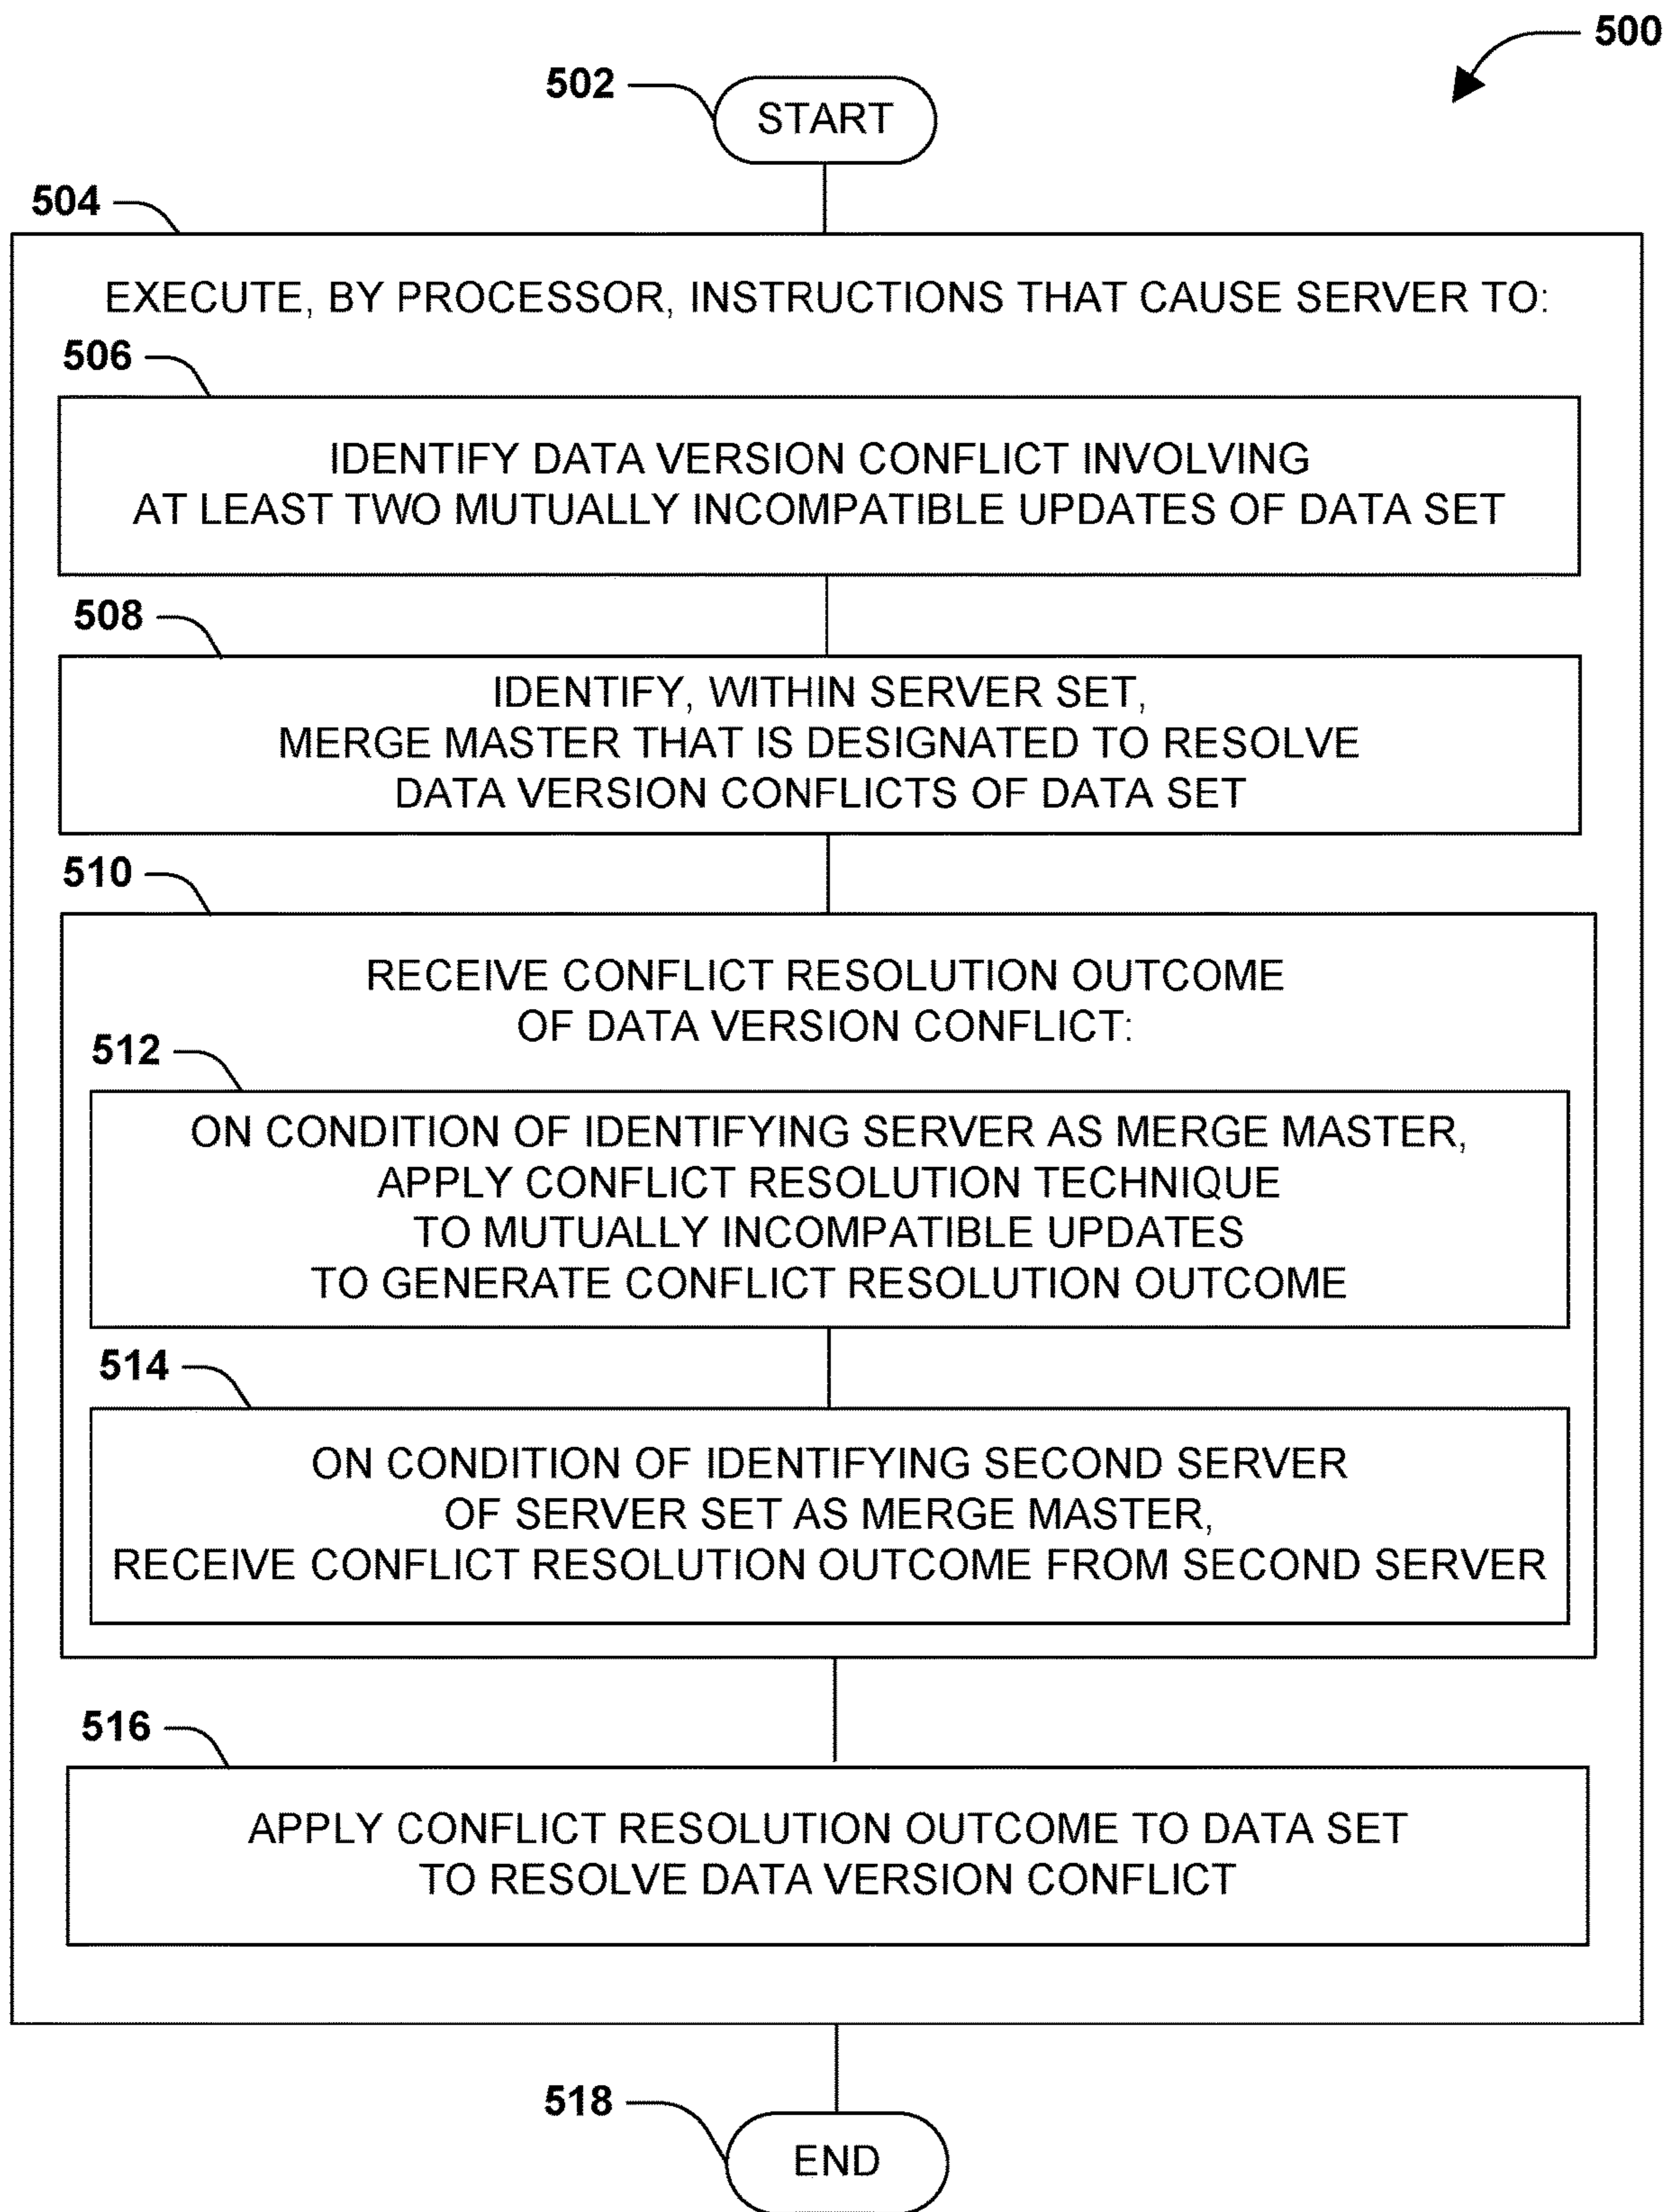 500
502
START
504
EXECUTE, BY PROCESSOR, INSTRUCTIONS THAT CAUSE SERVER TO:
506
IDENTIFY DATA VERSION CONFLICT INVOLVING
AT LEAST TWO MUTUALLY INCOMPATIBLE UPDATES OF DATA SET
508
IDENTIFY, WITHIN SERVER SET,
MERGE MASTER THAT IS DESIGNATED TO RESOLVE
DATA VERSION CONFLICTS OF DATA SET
510
RECEIVE CONFLICT RESOLUTION OUTCOME
OF DATA VERSION CONFLICT:
512
ON CONDITION OF IDENTIFYING SERVER AS MERGE MASTER,
APPLY CONFLICT RESOLUTION TECHNIQUE
TO MUTUALLY INCOMPATIBLE UPDATES
TO GENERATE CONFLICT RESOLUTION OUTCOME
514
ON CONDITION OF IDENTIFYING SECOND SERVER
OF SERVER SET AS MERGE MASTER,
RECEIVE CONFLICT RESOLUTION OUTCOME FROM SECOND SERVER
516
APPLY CONFLICT RESOLUTION OUTCOME TO DATA SET
TO RESOLVE DATA VERSION CONFLICT
518
END